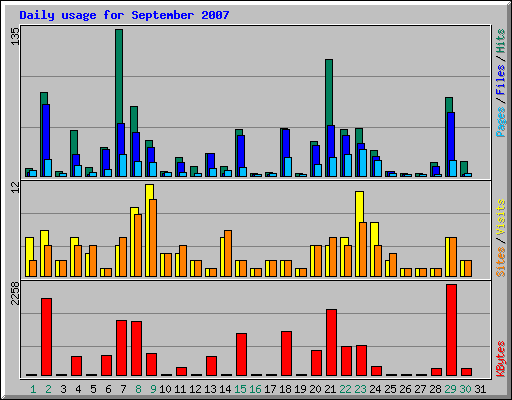 Daily usage for September 2007
135
Pages / Files / Hits
12
Sites / Visits
2258
KBytes
1 2 3 4 5 6 7 8 9 10 11 12 13 14 15 16 17 18 19 20 21 22 23 24 25 26 27 28 29 30 31